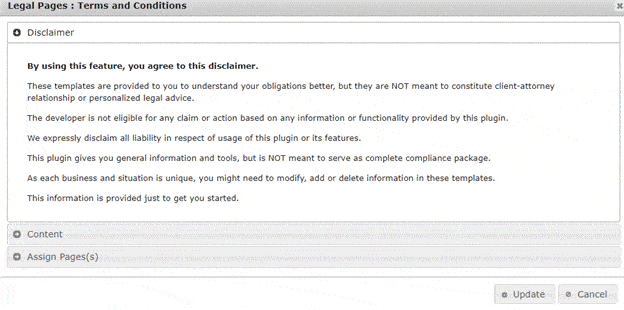 Legal Pages : Terms and Conditions
Disclaimer
By using this feature, you agree to this disclaimer.
These templates are provided to you to understand your obligations better, but they are NOT meant to constitute client-attorney
relationship or personalized legal advice.
The developer is not eligible for any claim or action based on any information or functionality provided by this plugin.
We expressly disclaim all liability in respect of usage of this plugin or its features.
This plugin gives you general information and tools, but is NOT meant to serve as complete compliance package.
As each business and situation is unique, you might need to modify, add or delete information in these templates.
This information is provided just to get you started.
Content
Assign Pages(s)
Update Cancel